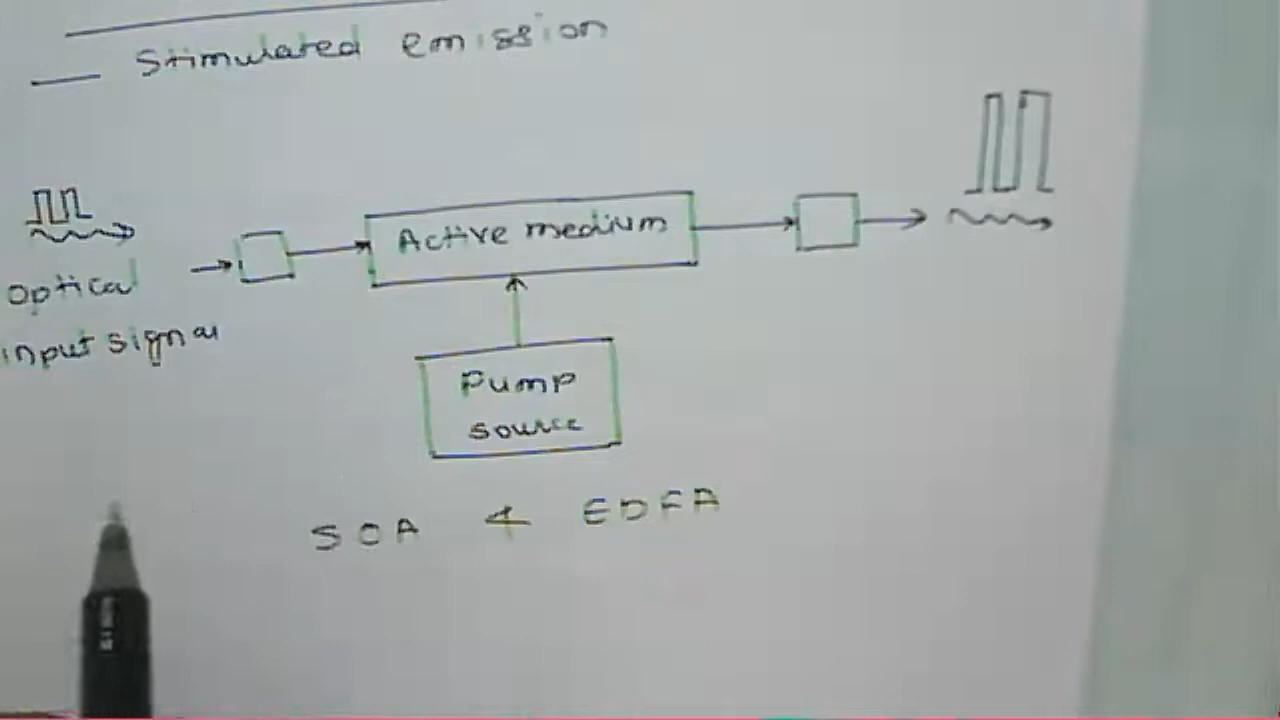 Stimulated emission
Active medium
Optical
input signal
Pump
source
SOA & EDFA